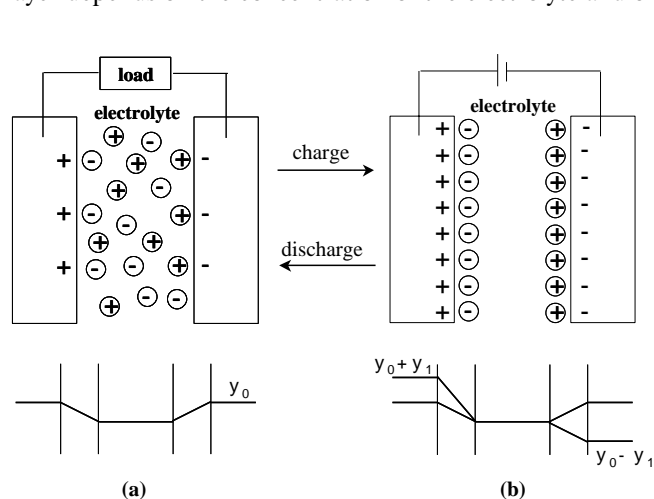 load
electrolyte
charge
discharge
electrolyte
y0
y0+ y1
y0- y1
(a)
(b)